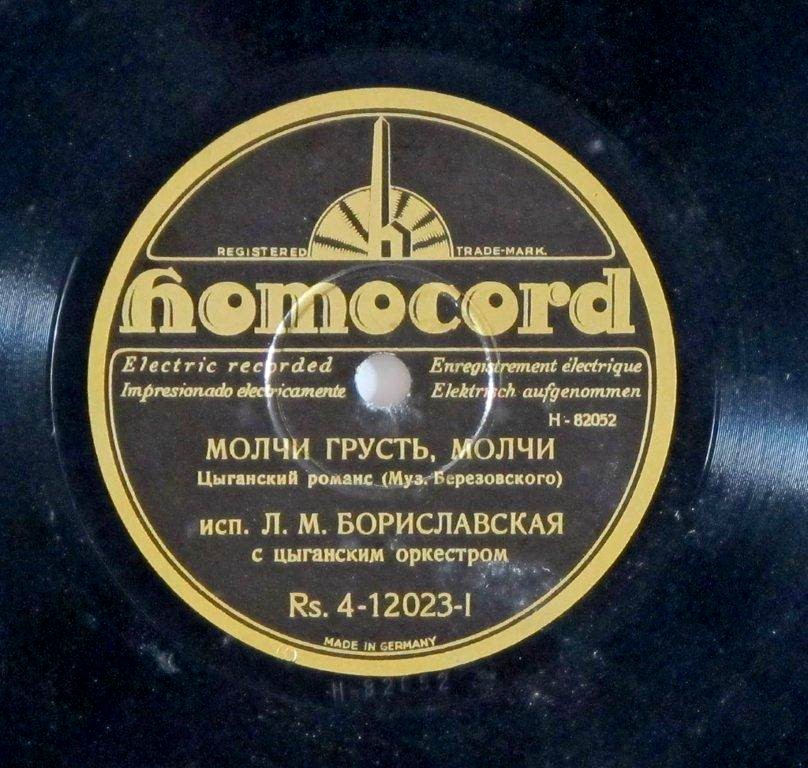 REGISTERED TRADE-MARK.
homocord
Electric recorded Enregistrement électrique
Impresionado electricamente Elektrisch aufgenommen
H-82052
МОЛЧИ ГРУСТЬ, МОЛЧИ
Цыганский романс (Муз. Березовского)
исп. Л. М. БОРИСЛАВСКАЯ
с цыганским оркестром
Rs. 4-12023-I
MADE IN GERMANY
H-82052